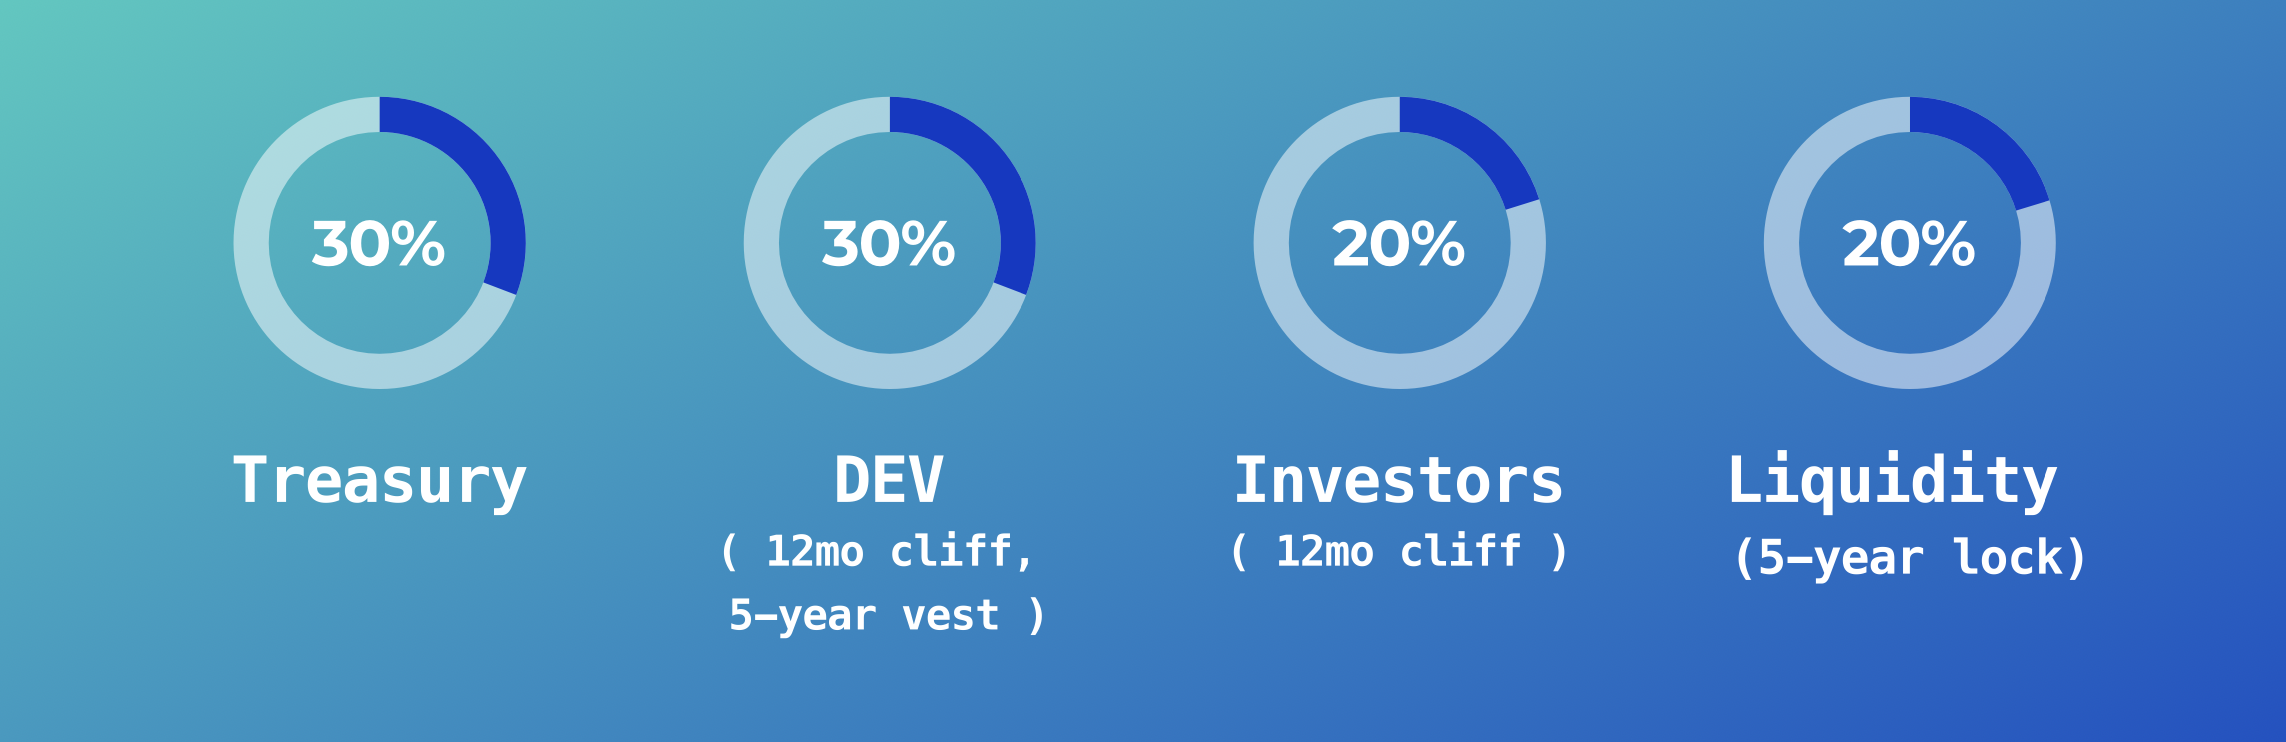 30%
30%
20%
20%
Treasury
DEV
Investors
Liquidity
( 12mo cliff,
5-year vest )
( 12mo cliff )
(5-year lock)